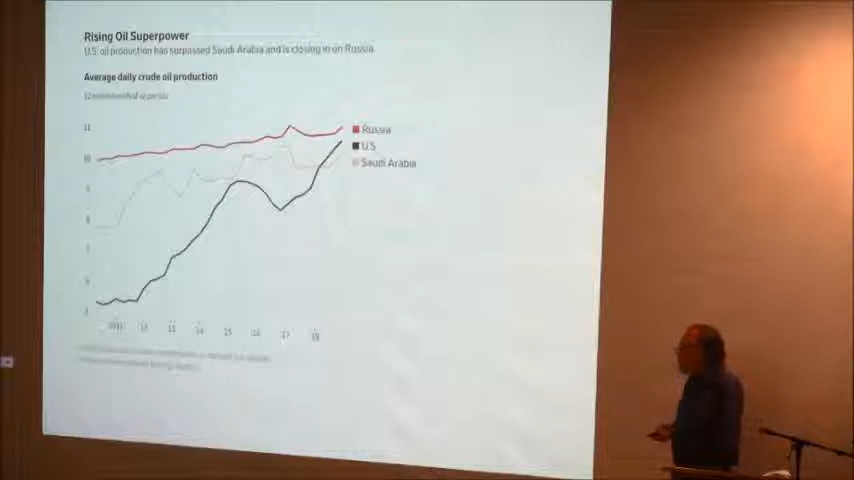 Rising Oil Superpower
U.S. oil production has surpassed Saudi Arabia and is closing in on Russia.
Average daily crude oil production
11
10
9
8
7
6
5
Russia
U.S
Saudi Arabia
2011 12 13 14 15 16 17 18